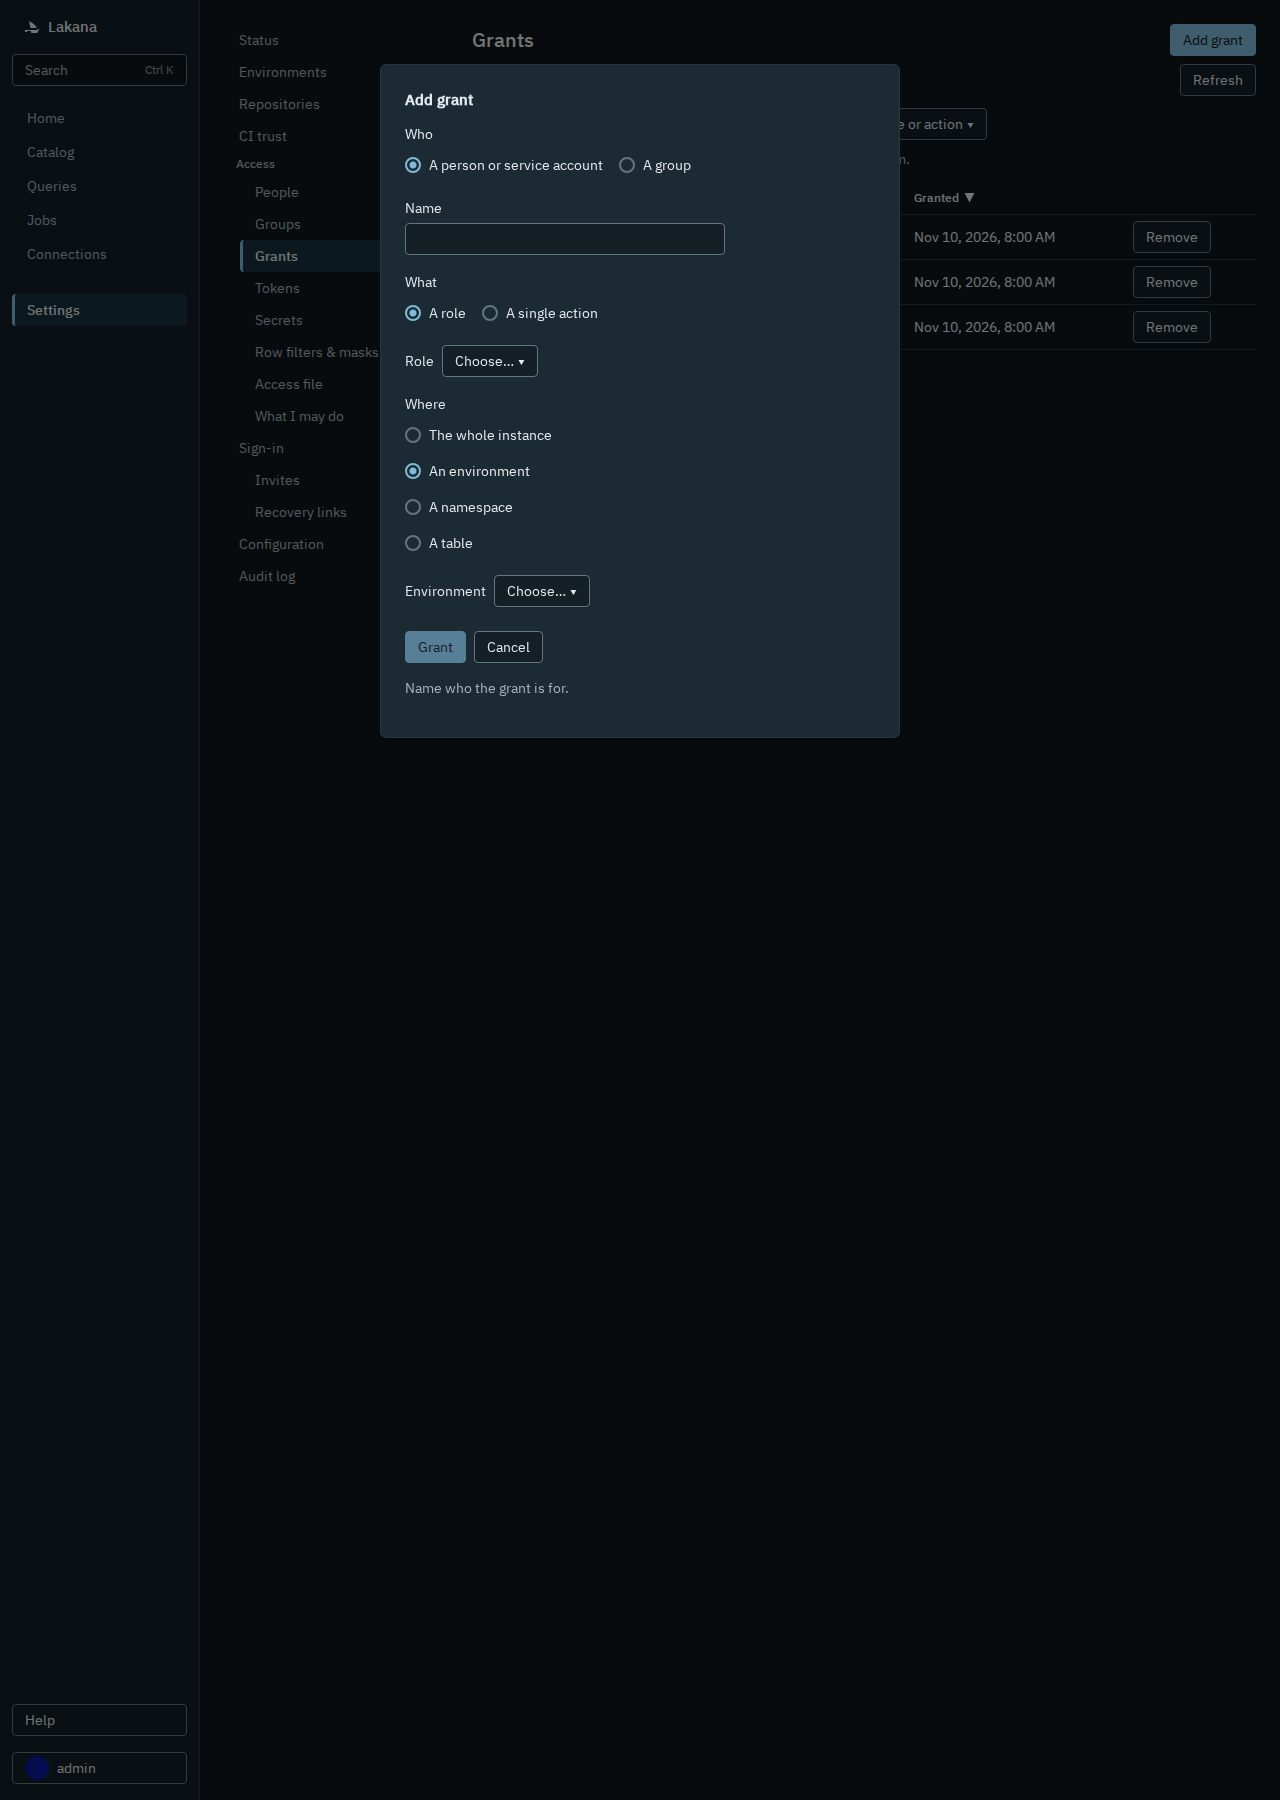 Lakana
Search Ctrl K
Home
Catalog
Queries
Jobs
Connections
Settings
Help
admin
Status
Environments
Repositories
CI trust
Access
People
Groups
Grants
Tokens
Secrets
Row filters & masks
Access file
What I may do
Sign-in
Invites
Recovery links
Configuration
Audit log
Grants
Add grant
Refresh
or action ▾
Granted ▼
Nov 10, 2026, 8:00 AM Remove
Nov 10, 2026, 8:00 AM Remove
Nov 10, 2026, 8:00 AM Remove
Add grant
Who
A person or service account A group
Name
What
A role A single action
Role Choose... ▾
Where
The whole instance
An environment
A namespace
A table
Environment Choose... ▾
Grant Cancel
Name who the grant is for.